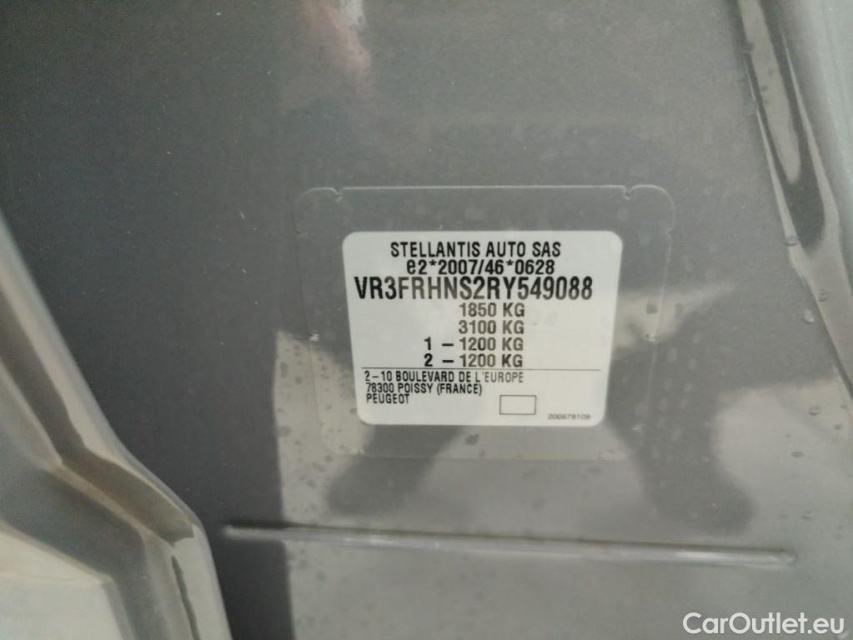 STELLANTIS AUTO SAS
e2*2007/46*0628
VR3FRHNS2RY549088
1850 KG
3100 KG
1 – 1200 KG
2 – 1200 KG
2–10 BOULEVARD DE L'EUROPE
78300 POISSY (FRANCE)
PEUGEOT
CarOutlet.eu